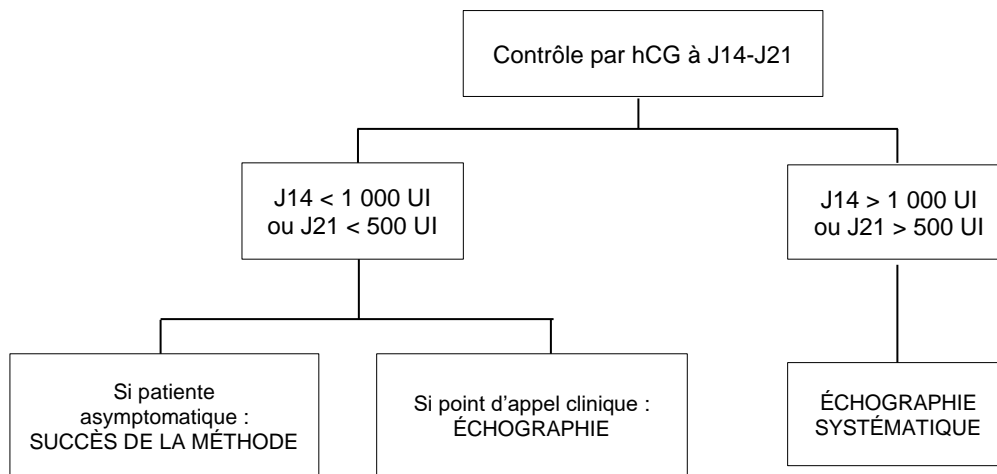 Contrôle par hCG à J14-J21
J14 < 1 000 UI
ou J21 < 500 UI
J14 > 1 000 UI
ou J21 > 500 UI
Si patiente
asymptomatique :
SUCCÈS DE LA MÉTHODE
Si point d'appel clinique :
ÉCHOGRAPHIE
ÉCHOGRAPHIE
SYSTÉMATIQUE